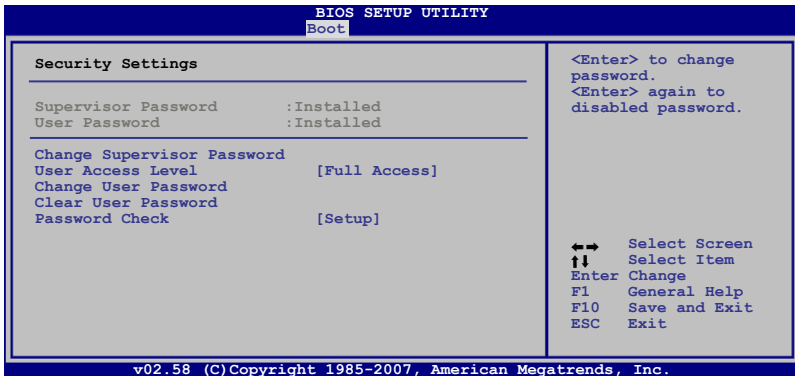 BIOS SETUP UTILITY
Boot
Security Settings
Supervisor Password :Installed
User Password :Installed
Change Supervisor Password
User Access Level [Full Access]
Change User Password
Clear User Password
Password Check [Setup]
<Enter> to change
password.
<Enter> again to
disabled password.
←→ Select Screen
↑↓ Select Item
Enter Change
F1 General Help
F10 Save and Exit
ESC Exit
v02.58 (C)Copyright 1985-2007, American Megatrends, Inc.